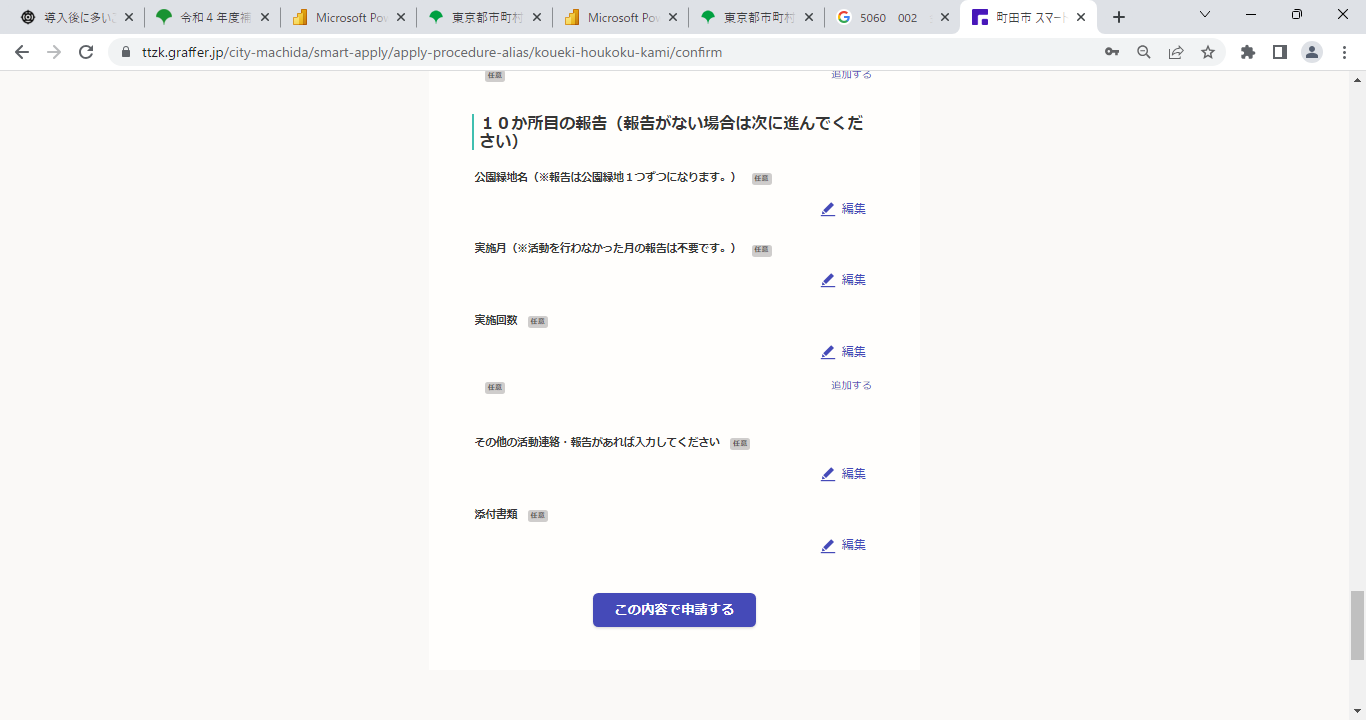 導入後に多い
令和４年度補
Microsoft Pow
東京都市町村
Microsoft Pow
東京都市町村
5060 002
町田市 スマート
ttzk.graffer.jp/city-machida/smart-apply/apply-procedure-alias/koueki-houkoku-kami/confirm
任意 追加する
１０か所目の報告（報告がない場合は次に進んでくだ
さい）
公園緑地名（※報告は公園緑地１つずつになります。） 任意
編集
実施月（※活動を行わなかった月の報告は不要です。） 任意
編集
実施回数 任意
編集
任意 追加する
その他の活動連絡・報告があれば入力してください 任意
編集
添付書類 任意
編集
この内容で申請する